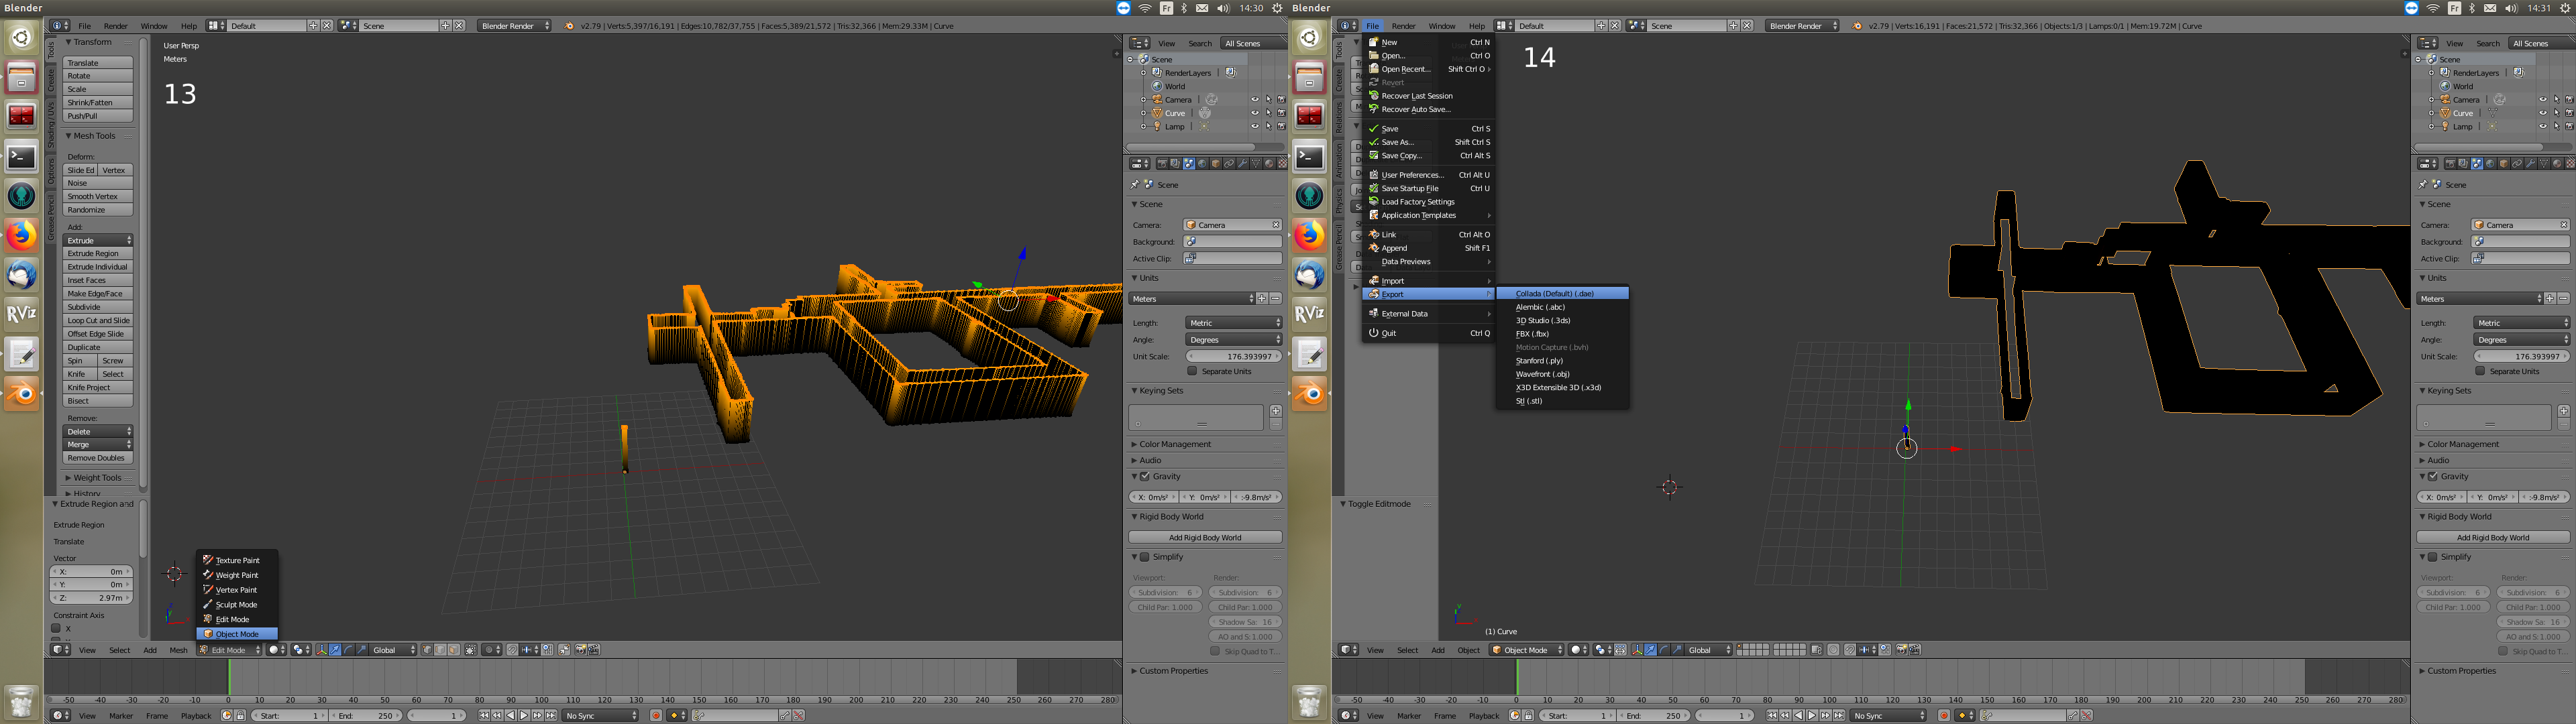 Blender
Fr
14:30
File Render Window Help Default Scene Blender Render v2.79 | Verts:5,397/16,191 | Edges:10,782/37,755 | Faces:5,389/21,572 | Tris:32,366 | Mem:29.33M | Curve
User Persp
Meters
13
Tools
Create
Shading / UVs
Options
Grease Pencil
Transform
Translate
Rotate
Scale
Shrink/Fatten
Push/Pull
Mesh Tools
Deform:
Slide Ed Vertex
Noise
Smooth Vertex
Randomize
Add:
Extrude
Extrude Region
Extrude Individual
Inset Faces
Make Edge/Face
Subdivide
Loop Cut and Slide
Offset Edge Slide
Duplicate
Spin Screw
Knife Select
Knife Project
Bisect
Remove:
Delete
Merge
Remove Doubles
Weight Tools
History
Extrude Region and
Extrude Region
Translate
Vector
X: 0m
Y: 0m
Z: 2.97m
Constraint Axis
X
Texture Paint
Weight Paint
Vertex Paint
Sculpt Mode
Edit Mode
Object Mode
View Select Add Mesh Edit Mode Global
-50 -40 -30 -20 -10 0 10 20 30 40 50 60 70 80 90 100 110 120 130 140 150 160 170 180 190 200 210 220 230 240 250 260 270 280
View Marker Frame Playback Start: 1 End: 250 1 No Sync
View Search All Scenes
Scene
RenderLayers
World
Camera
Curve
Lamp
Scene
Scene
Camera: Camera
Background:
Active Clip:
Units
Meters
Length: Metric
Angle: Degrees
Unit Scale: 176.393997
Separate Units
Keying Sets
Color Management
Audio
Gravity
X: 0m/s² Y: 0m/s² -9.8m/s²
Rigid Body World
Add Rigid Body World
Simplify
Viewport: Render:
Subdivision: 6 Subdivision: 6
Child Par: 1.000 Child Par: 1.000
Shadow Sa: 16
AO and S: 1.000
Skip Quad to T...
Custom Properties
RViz
Blender
Fr
14:31
File Render Window Help Default Scene Blender Render v2.79 | Verts:16,191 | Faces:21,572 | Tris:32,366 | Objects:1/3 | Lamps:0/1 | Mem:19.72M | Curve
14
New Ctrl N
Open... Ctrl O
Open Recent... Shift Ctrl O
Revert
Recover Last Session
Recover Auto Save...
Save Ctrl S
Save As... Shift Ctrl S
Save Copy... Ctrl Alt S
User Preferences... Ctrl Alt U
Save Startup File Ctrl U
Load Factory Settings
Application Templates
Link Ctrl Alt O
Append Shift F1
Data Previews
Import
Export
External Data
Quit Ctrl Q
Collada (Default) (.dae)
Alembic (.abc)
3D Studio (.3ds)
FBX (.fbx)
Motion Capture (.bvh)
Stanford (.ply)
Wavefront (.obj)
X3D Extensible 3D (.x3d)
Stl (.stl)
Tools
Create
Relations
Animation
Physics
Grease Pencil
Toggle Editmode
(1) Curve
View Select Add Object Object Mode Global
-50 -40 -30 -20 -10 0 10 20 30 40 50 60 70 80 90 100 110 120 130 140 150 160 170 180 190 200 210 220 230 240 250 260 270 280
View Marker Frame Playback Start: 1 End: 250 1 No Sync
View Search All Scenes
Scene
RenderLayers
World
Camera
Curve
Lamp
Scene
Scene
Camera: Camera
Background:
Active Clip:
Units
Meters
Length: Metric
Angle: Degrees
Unit Scale: 176.393997
Separate Units
Keying Sets
Color Management
Audio
Gravity
X: 0m/s² Y: 0m/s² -9.8m/s²
Rigid Body World
Add Rigid Body World
Simplify
Viewport: Render:
Subdivision: 6 Subdivision: 6
Child Par: 1.000 Child Par: 1.000
Shadow Sa: 16
AO and S: 1.000
Skip Quad to T...
Custom Properties
RViz